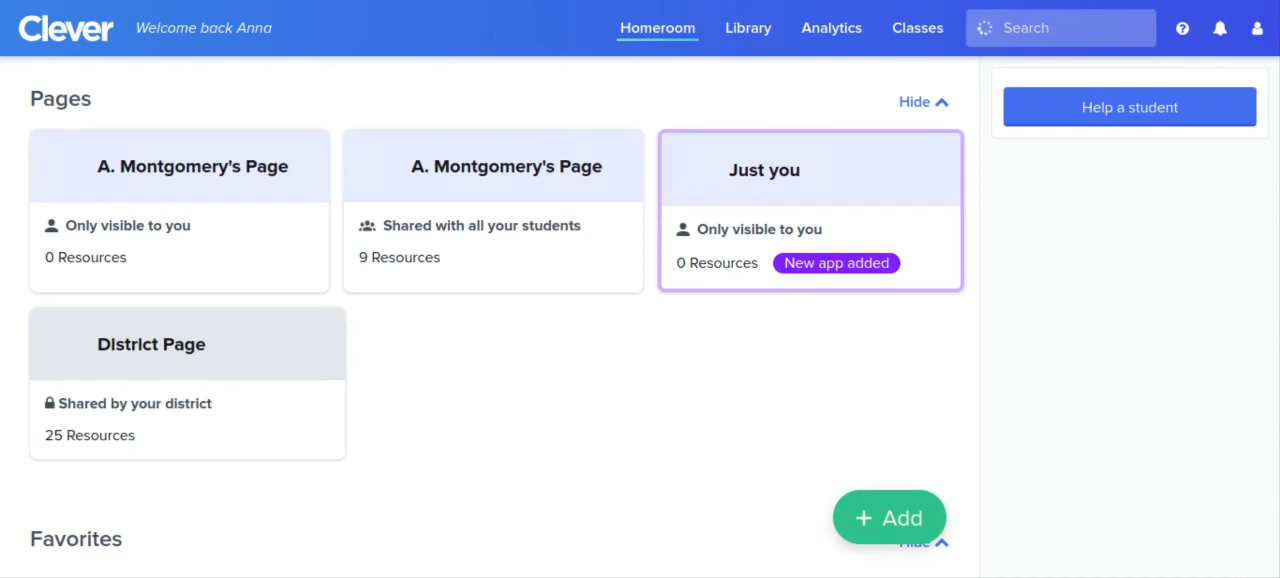 Clever Welcome back Anna Homeroom Library Analytics Classes Search
Pages
Hide
Help a student
A. Montgomery's Page
Only visible to you
0 Resources
A. Montgomery's Page
Shared with all your students
9 Resources
Just you
Only visible to you
0 Resources New app added
District Page
Shared by your district
25 Resources
+ Add
Favorites
Hide